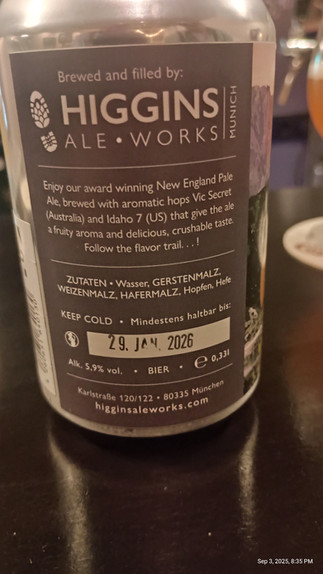 Brewed and filled by:
HIGGINS
ALE • WORKS
MUNICH
Enjoy our award winning New England Pale
Ale, brewed with aromatic hops Vic Secret
(Australia) and Idaho 7 (US) that give the ale
a fruity aroma and delicious, crushable taste.
Follow the flavor trail. . . !
ZUTATEN • Wasser, GERSTENMALZ,
WEIZENMALZ, HAFERMALZ, Hopfen, Hefe
KEEP COLD • Mindestens haltbar bis:
29. JAN. 2026
Alk. 5,9% vol. • BIER • ℮ 0,33l
Karlstraße 120/122 • 80335 München
higginsaleworks.com
Sep 3, 2025, 8:35 PM